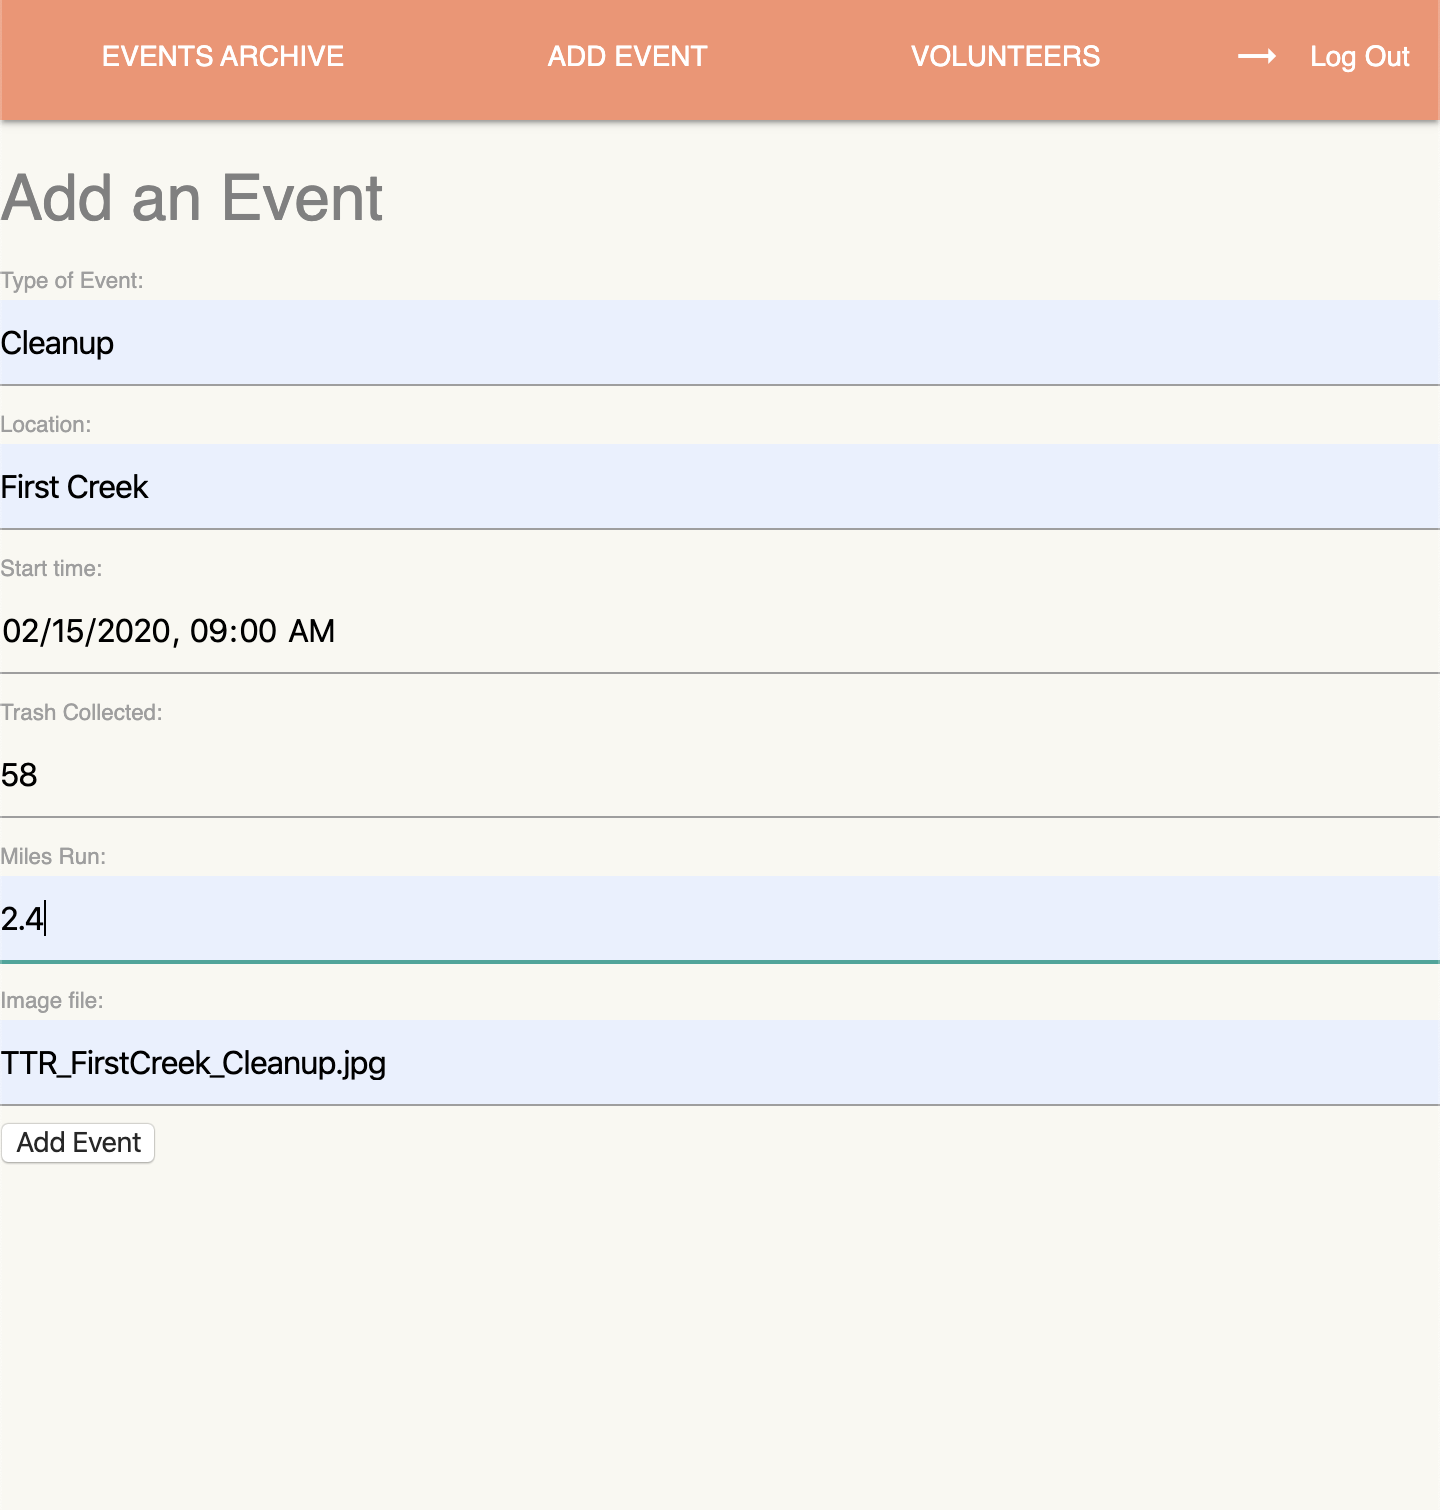 EVENTS ARCHIVE ADD EVENT VOLUNTEERS → Log Out
Add an Event
Type of Event:
Cleanup
Location:
First Creek
Start time:
02/15/2020, 09:00 AM
Trash Collected:
58
Miles Run:
2.4
Image file:
TTR_FirstCreek_Cleanup.jpg
Add Event